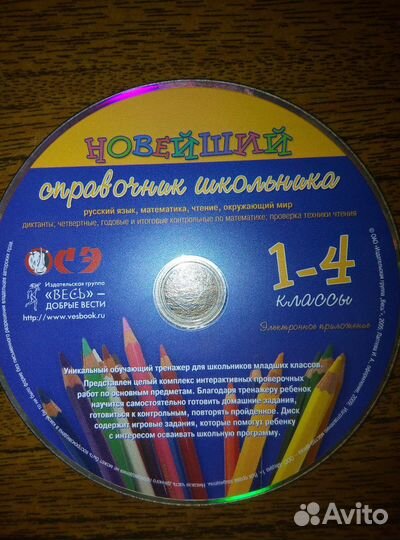 НОВЕЙШИЙ
справочник школьника
русский язык, математика, чтение, окружающий мир
диктанты, четвертные, годовые и итоговые контрольные по математике, проверка техники чтения
ОСЭ
1-4
КЛАССЫ
Издательская группа
«ВЕСЬ» –
ДОБРЫЕ ВЕСТИ
http://www.vesbook.ru
Электронное приложение
Уникальный обучающий тренажер для школьников младших классов.
Представлен целый комплекс интерактивных проверочных
работ по основным предметам. Благодаря тренажеру ребенок
научится самостоятельно готовить домашние задания,
готовиться к контрольным, повторять пройденное. Диск
содержит игровые задания, которые помогут ребенку
с интересом осваивать школьную программу.
Avito